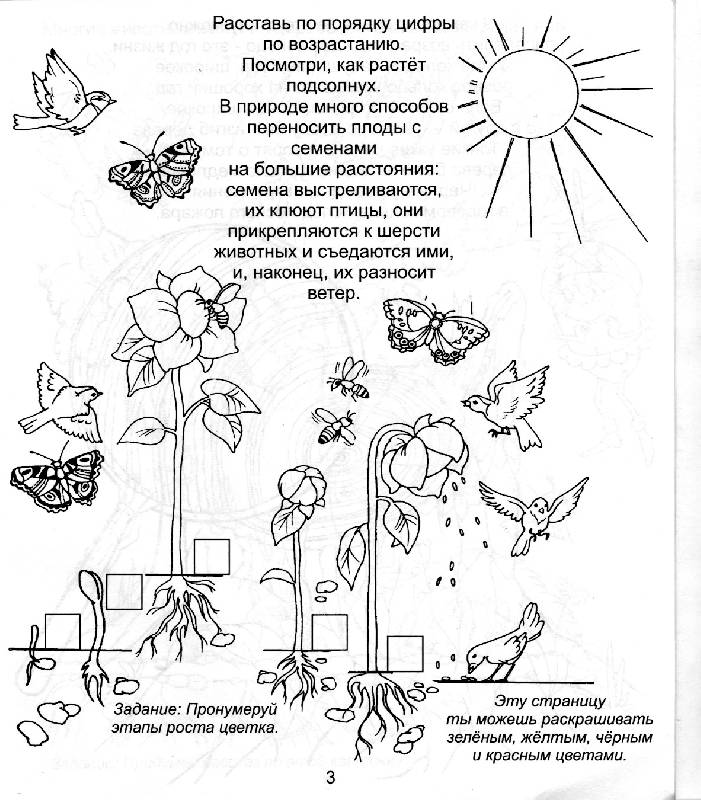 Расставь по порядку цифры
по возрастанию.
Посмотри, как растёт
подсолнух.
В природе много способов
переносить плоды с
семенами
на большие расстояния:
семена выстреливаются,
их клюют птицы, они
прикрепляются к шерсти
животных и съедаются ими,
и, наконец, их разносит
ветер.
Задание: Пронумеруй
этапы роста цветка.
Эту страницу
ты можешь раскрашивать
зелёным, жёлтым, чёрным
и красным цветами.
3